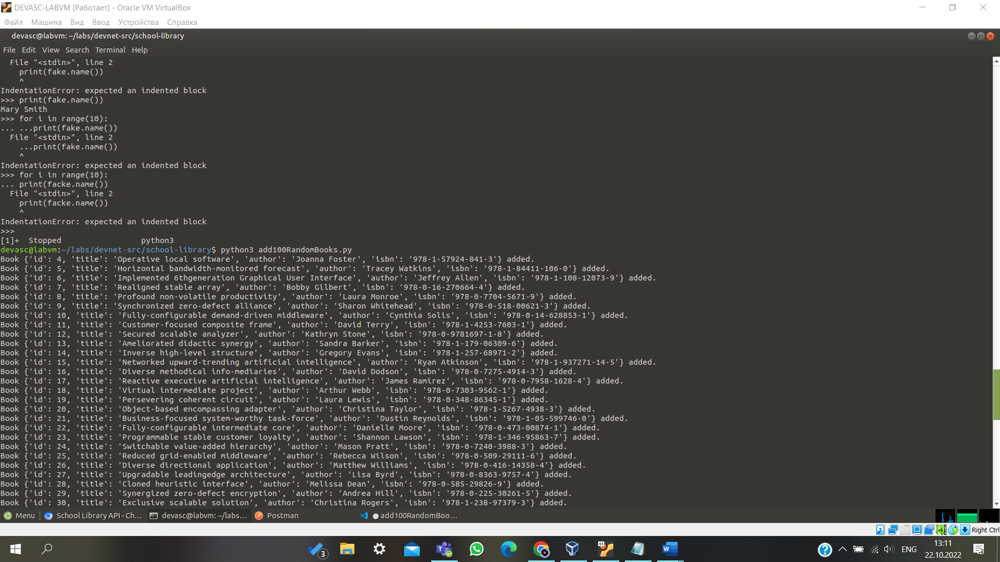 DEVASC-LABVM [Работает] - Oracle VM VirtualBox
Файл Машина Вид Ввод Устройства Справка
devasc@labvm: ~/labs/devnet-src/school-library
File Edit View Search Terminal Help
  File "<stdin>", line 2
    print(fake.name())
    ^
IndentationError: expected an indented block
>>> print(fake.name())
Mary Smith
>>> for i in range(10):
... ...print(fake.name())
  File "<stdin>", line 2
    ...print(fake.name())
    ^
IndentationError: expected an indented block
>>> for i in range(10):
... print(facke.name())
  File "<stdin>", line 2
    print(facke.name())
    ^
IndentationError: expected an indented block
>>>
[1]+  Stopped                 python3
devasc@labvm:~/labs/devnet-src/school-library$ python3 add100RandomBooks.py
Book {'id': 4, 'title': 'Operative local software', 'author': 'Joanna Foster', 'isbn': '978-1-57924-841-3'} added.
Book {'id': 5, 'title': 'Horizontal bandwidth-monitored forecast', 'author': 'Tracey Watkins', 'isbn': '978-1-84411-106-0'} added.
Book {'id': 6, 'title': 'Implemented 6thgeneration Graphical User Interface', 'author': 'Jeffrey Allen', 'isbn': '978-1-108-12073-9'} added.
Book {'id': 7, 'title': 'Realigned stable array', 'author': 'Bobby Gilbert', 'isbn': '978-0-16-270664-4'} added.
Book {'id': 8, 'title': 'Profound non-volatile productivity', 'author': 'Laura Monroe', 'isbn': '978-0-7704-5671-9'} added.
Book {'id': 9, 'title': 'Synchronized zero-defect alliance', 'author': 'Sharon Whitehead', 'isbn': '978-0-518-00621-3'} added.
Book {'id': 10, 'title': 'Fully-configurable demand-driven middleware', 'author': 'Cynthia Solis', 'isbn': '978-0-14-628853-1'} added.
Book {'id': 11, 'title': 'Customer-focused composite frame', 'author': 'David Terry', 'isbn': '978-1-4253-7603-1'} added.
Book {'id': 12, 'title': 'Secured scalable analyzer', 'author': 'Kathryn Stone', 'isbn': '978-0-9781697-1-8'} added.
Book {'id': 13, 'title': 'Ameliorated didactic synergy', 'author': 'Sandra Barker', 'isbn': '978-1-179-06309-6'} added.
Book {'id': 14, 'title': 'Inverse high-level structure', 'author': 'Gregory Evans', 'isbn': '978-1-257-68971-2'} added.
Book {'id': 15, 'title': 'Networked upward-trending artificial intelligence', 'author': 'Ryan Atkinson', 'isbn': '978-1-937271-14-5'} added.
Book {'id': 16, 'title': 'Diverse methodical info-mediaries', 'author': 'David Dodson', 'isbn': '978-0-7275-4914-3'} added.
Book {'id': 17, 'title': 'Reactive executive artificial intelligence', 'author': 'James Ramirez', 'isbn': '978-0-7958-1628-4'} added.
Book {'id': 18, 'title': 'Virtual intermediate project', 'author': 'Arthur Webb', 'isbn': '978-0-7303-9562-1'} added.
Book {'id': 19, 'title': 'Persevering coherent circuit', 'author': 'Laura Lewis', 'isbn': '978-0-348-86345-1'} added.
Book {'id': 20, 'title': 'Object-based encompassing adapter', 'author': 'Christina Taylor', 'isbn': '978-1-5267-4938-3'} added.
Book {'id': 21, 'title': 'Business-focused system-worthy task-force', 'author': 'Dustin Reynolds', 'isbn': '978-1-05-599746-0'} added.
Book {'id': 22, 'title': 'Fully-configurable intermediate core', 'author': 'Danielle Moore', 'isbn': '978-0-473-00874-1'} added.
Book {'id': 23, 'title': 'Programmable stable customer loyalty', 'author': 'Shannon Lawson', 'isbn': '978-1-346-95863-7'} added.
Book {'id': 24, 'title': 'Switchable value-added hierarchy', 'author': 'Mason Pratt', 'isbn': '978-0-7240-3988-3'} added.
Book {'id': 25, 'title': 'Reduced grid-enabled middleware', 'author': 'Rebecca Wilson', 'isbn': '978-0-509-29111-6'} added.
Book {'id': 26, 'title': 'Diverse directional application', 'author': 'Matthew Williams', 'isbn': '978-0-416-14358-4'} added.
Book {'id': 27, 'title': 'Upgradable leadingedge architecture', 'author': 'Lisa Byrd', 'isbn': '978-0-8363-9757-4'} added.
Book {'id': 28, 'title': 'Cloned heuristic interface', 'author': 'Melissa Dean', 'isbn': '978-0-585-29826-9'} added.
Book {'id': 29, 'title': 'Synergized zero-defect encryption', 'author': 'Andrea Hill', 'isbn': '978-0-225-30261-5'} added.
Book {'id': 30, 'title': 'Exclusive scalable solution', 'author': 'Christina Rogers', 'isbn': '978-1-238-97379-3'} added.
Menu School Library API - Ch... devasc@labvm: ~/labs... Postman add100RandomBoo...
Right Ctrl
3 ENG 13:11
22.10.2022